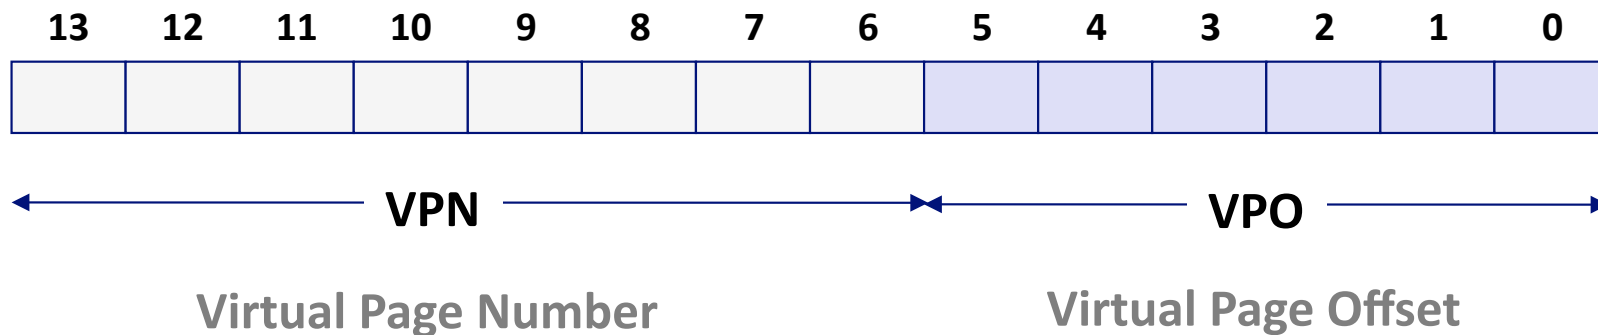 13 12 11 10 9 8 7 6 5 4 3 2 1 0
VPN VPO
Virtual Page Number Virtual Page Offset